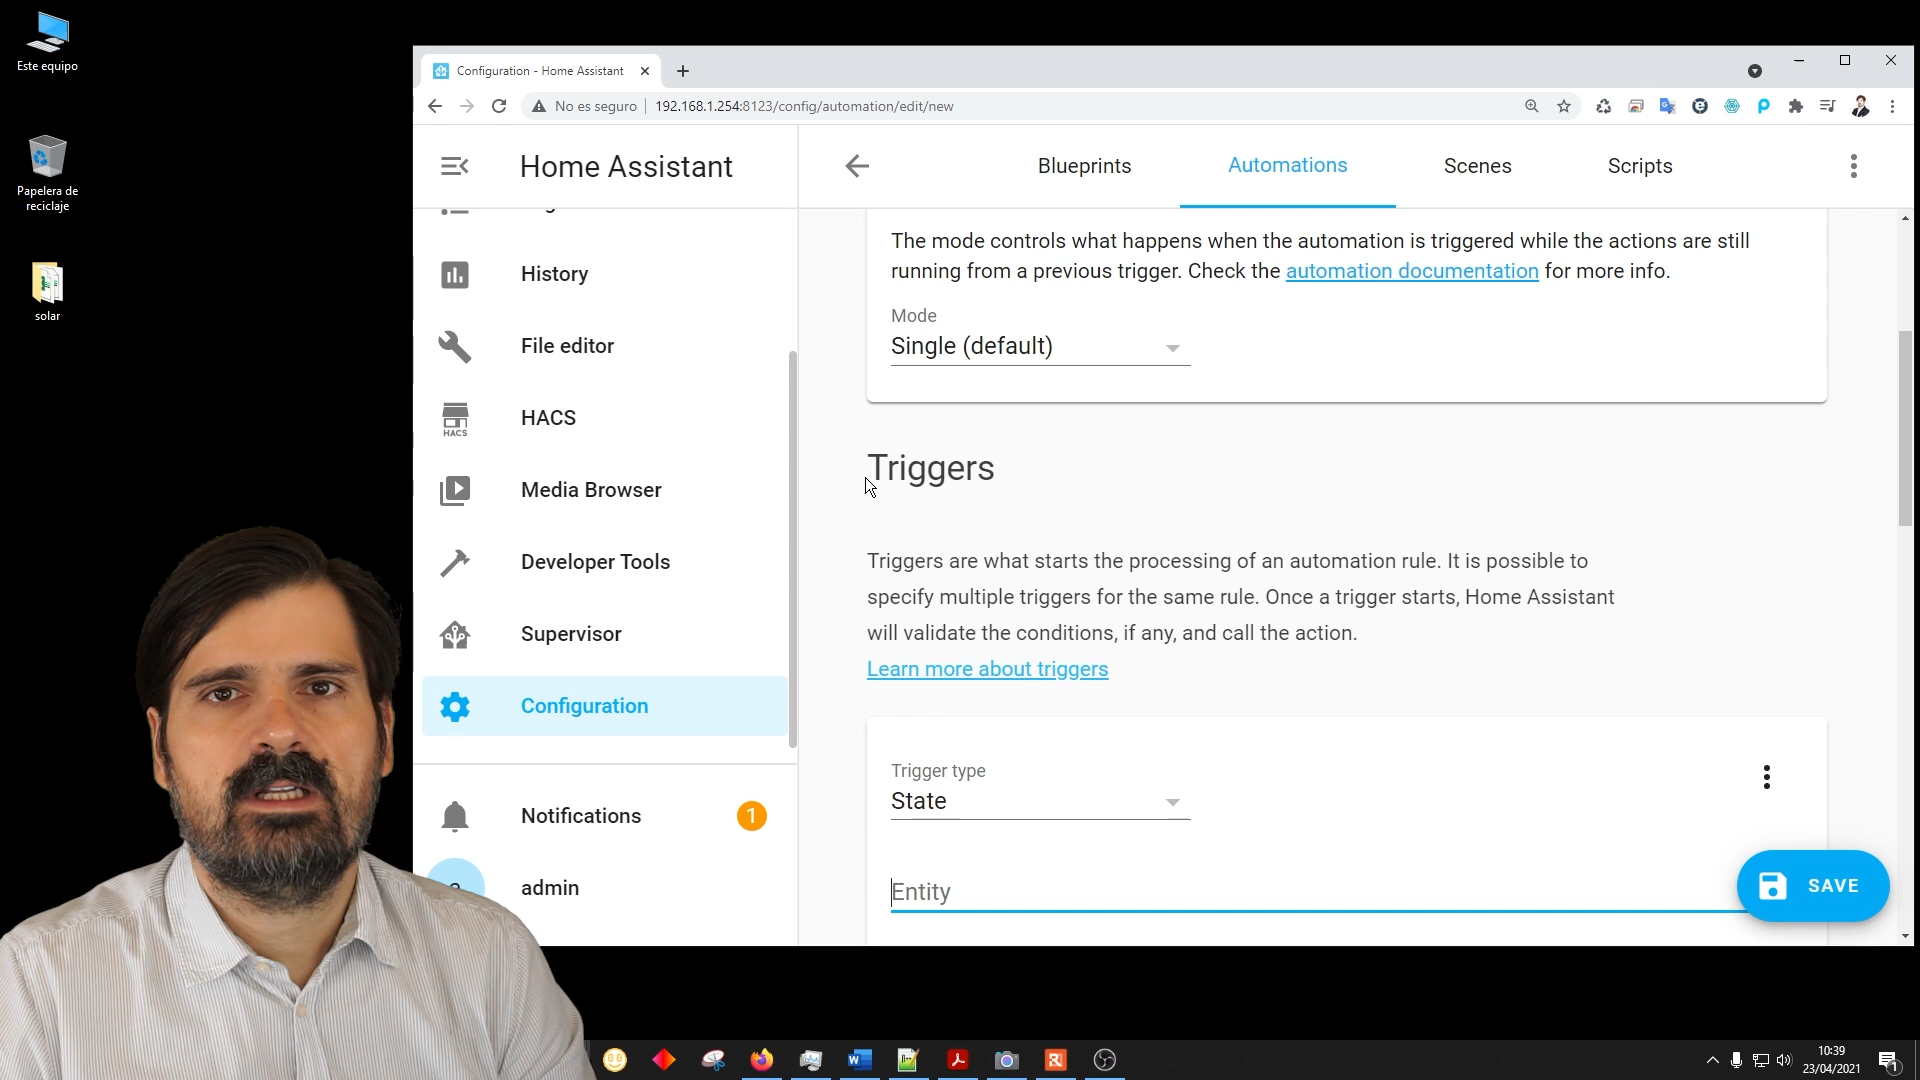 Este equipo
Papelera de
reciclaje
solar
Configuration - Home Assistant
No es seguro
192.168.1.254:8123/config/automation/edit/new
Home Assistant
Blueprints
Automations
Scenes
Scripts
History
File editor
HACS
HACS
Media Browser
Developer Tools
Supervisor
Configuration
Notifications
1
admin
The mode controls what happens when the automation is triggered while the actions are still
running from a previous trigger. Check the automation documentation for more info.
Mode
Single (default)
Triggers
Triggers are what starts the processing of an automation rule. It is possible to
specify multiple triggers for the same rule. Once a trigger starts, Home Assistant
will validate the conditions, if any, and call the action.
Learn more about triggers
Trigger type
State
Entity
SAVE
10:39
23/04/2021
1